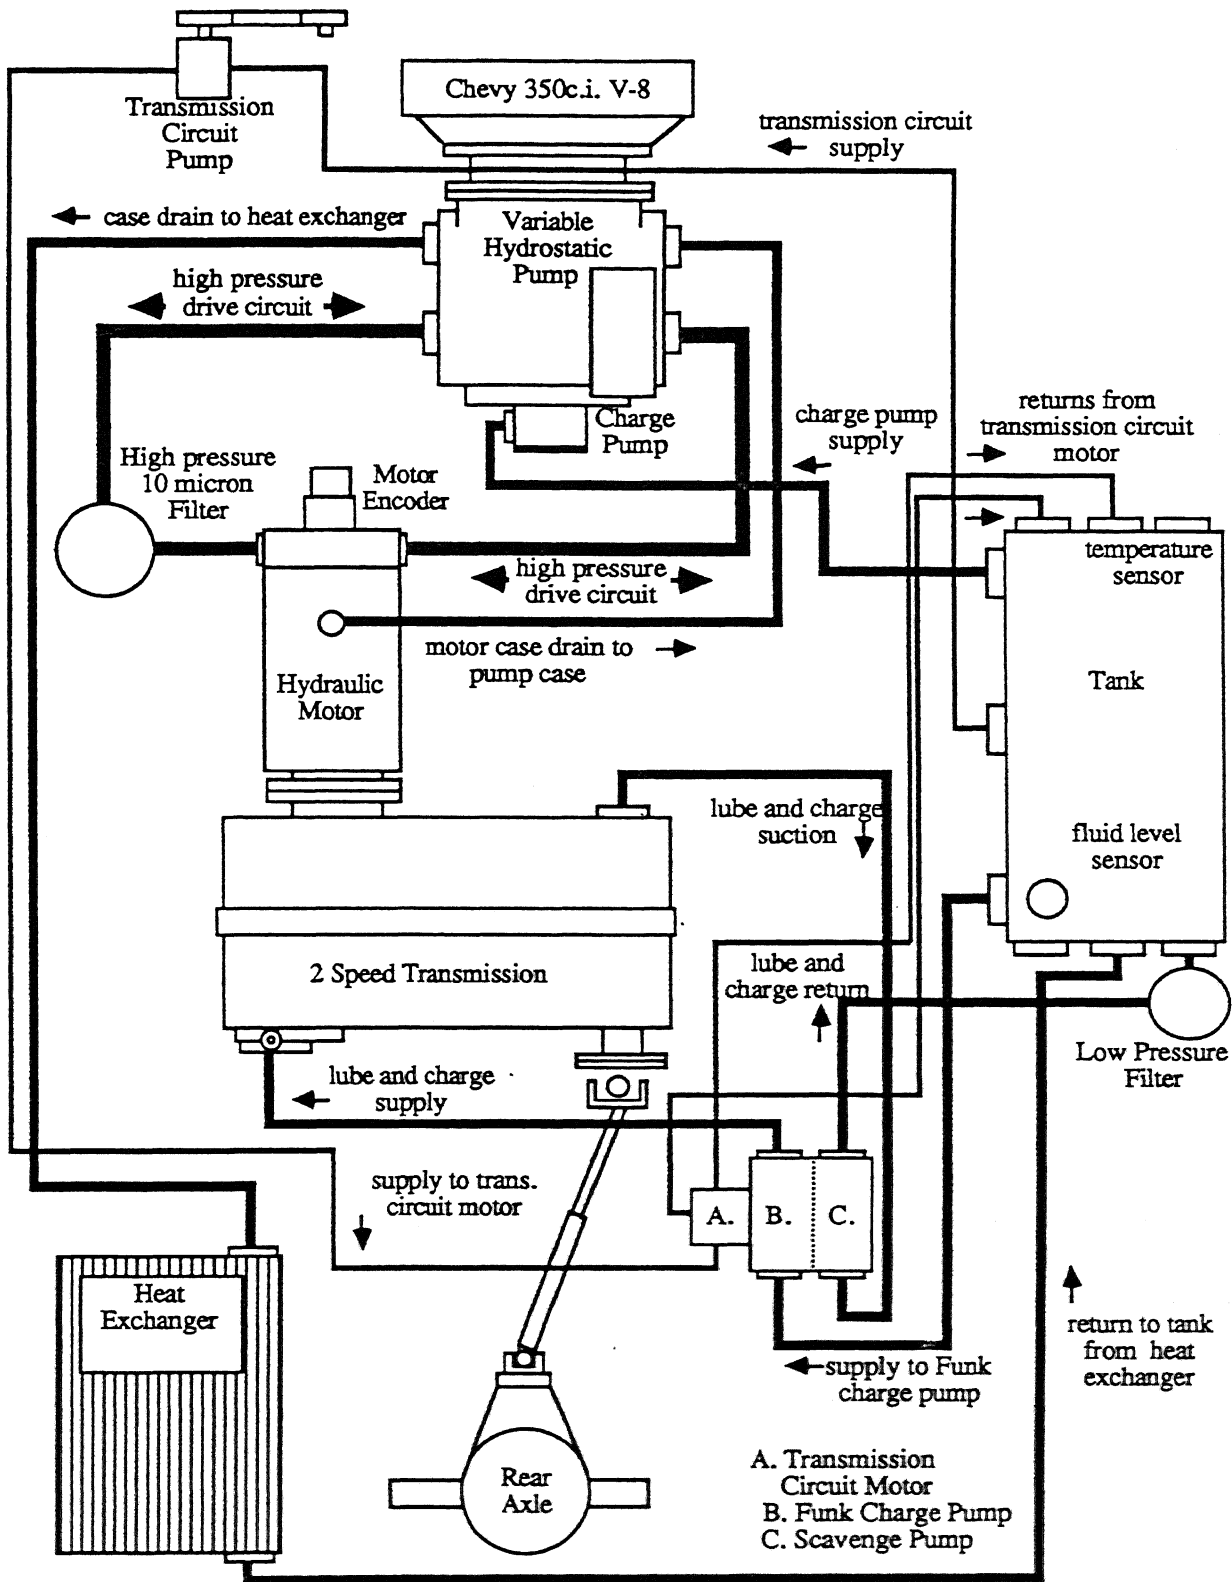 Chevy 350c.i. V-8
Transmission
Circuit
Pump
transmission circuit
supply
case drain to heat exchanger
Variable
Hydrostatic
Pump
high pressure
drive circuit
Charge
Pump
charge pump
supply
returns from
transmission circuit
motor
High pressure
10 micron
Filter
Motor
Encoder
temperature
sensor
high pressure
drive circuit
motor case drain to
pump case
Hydraulic
Motor
Tank
lube and charge
suction
fluid level
sensor
2 Speed Transmission
lube and
charge return
Low Pressure
Filter
lube and charge
supply
supply to trans.
circuit motor
A.
B.
C.
Heat
Exchanger
return to tank
from heat
exchanger
supply to Funk
charge pump
Rear
Axle
A. Transmission
Circuit Motor
B. Funk Charge Pump
C. Scavenge Pump